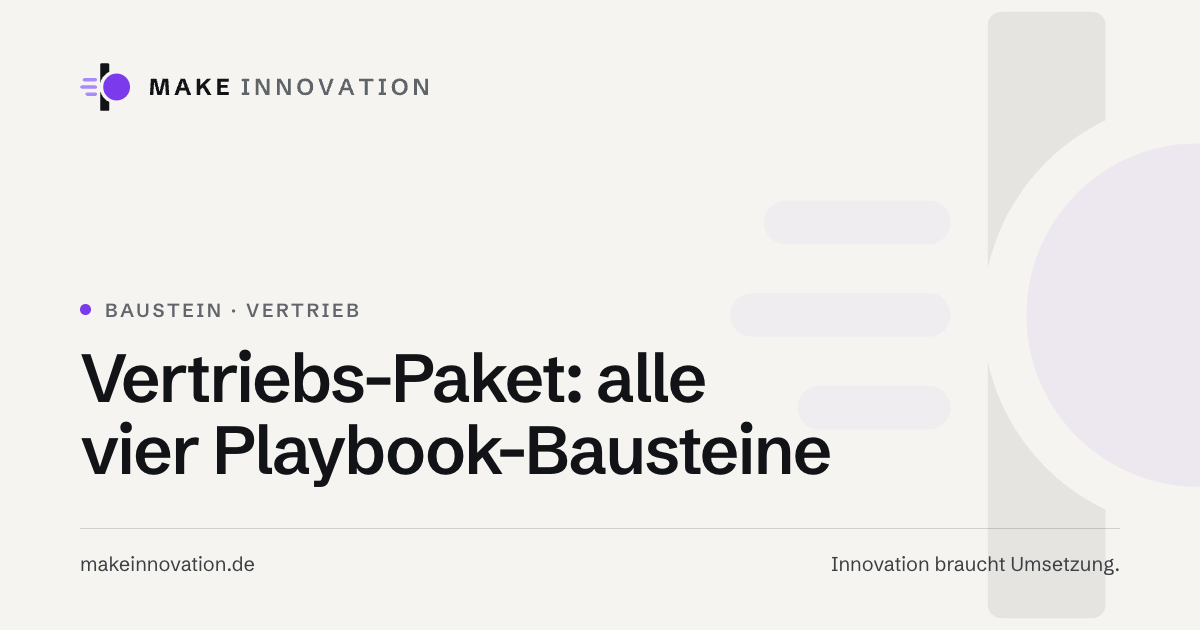 MAKE INNOVATION
BAUSTEIN · VERTRIEB
Vertriebs-Paket: alle
vier Playbook-Bausteine
makeinnovation.de
Innovation braucht Umsetzung.